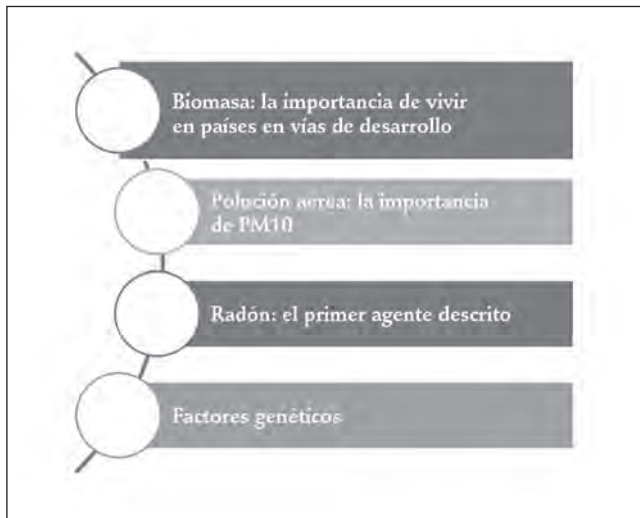 Biomasa: la importancia de vivir
en países en vías de desarrollo
Polución aérea: la importancia
de PM10
Radón: el primer agente descrito
Factores genéticos